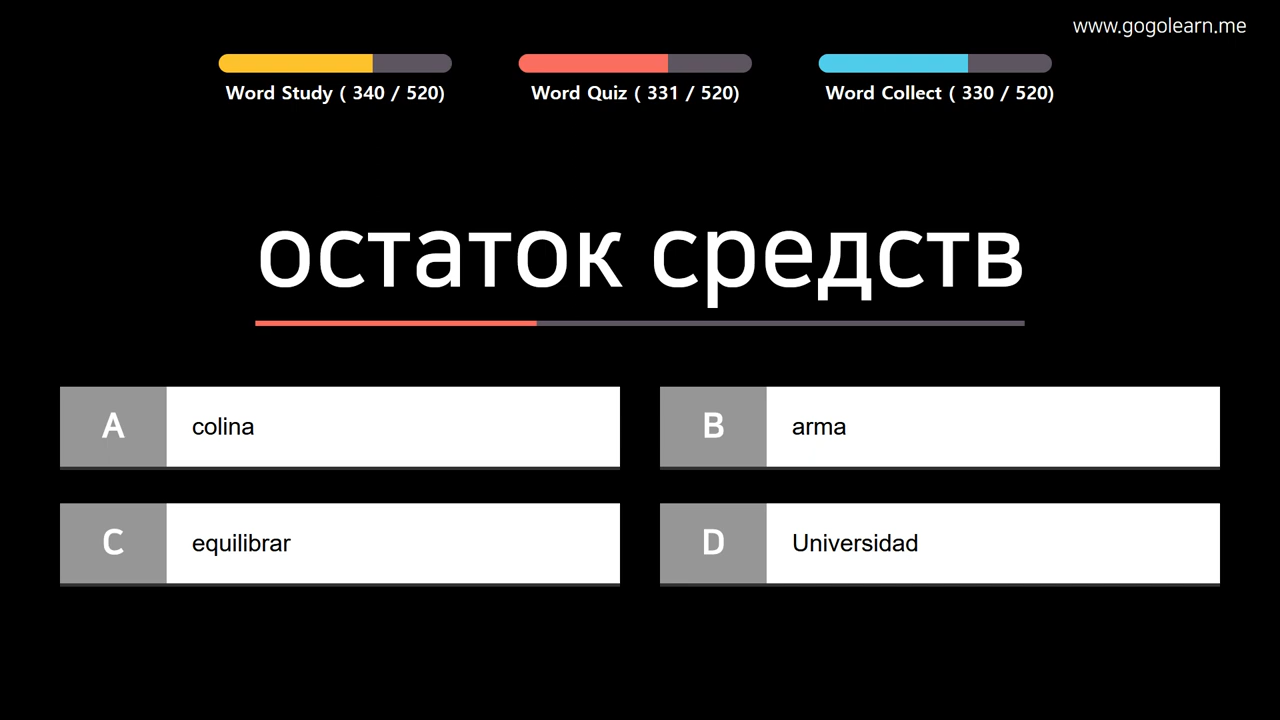 www.gogolearn.me
Word Study ( 340 / 520)
Word Quiz ( 331 / 520)
Word Collect ( 330 / 520)
остаток средств
A
colina
B
arma
C
equilibrar
D
Universidad